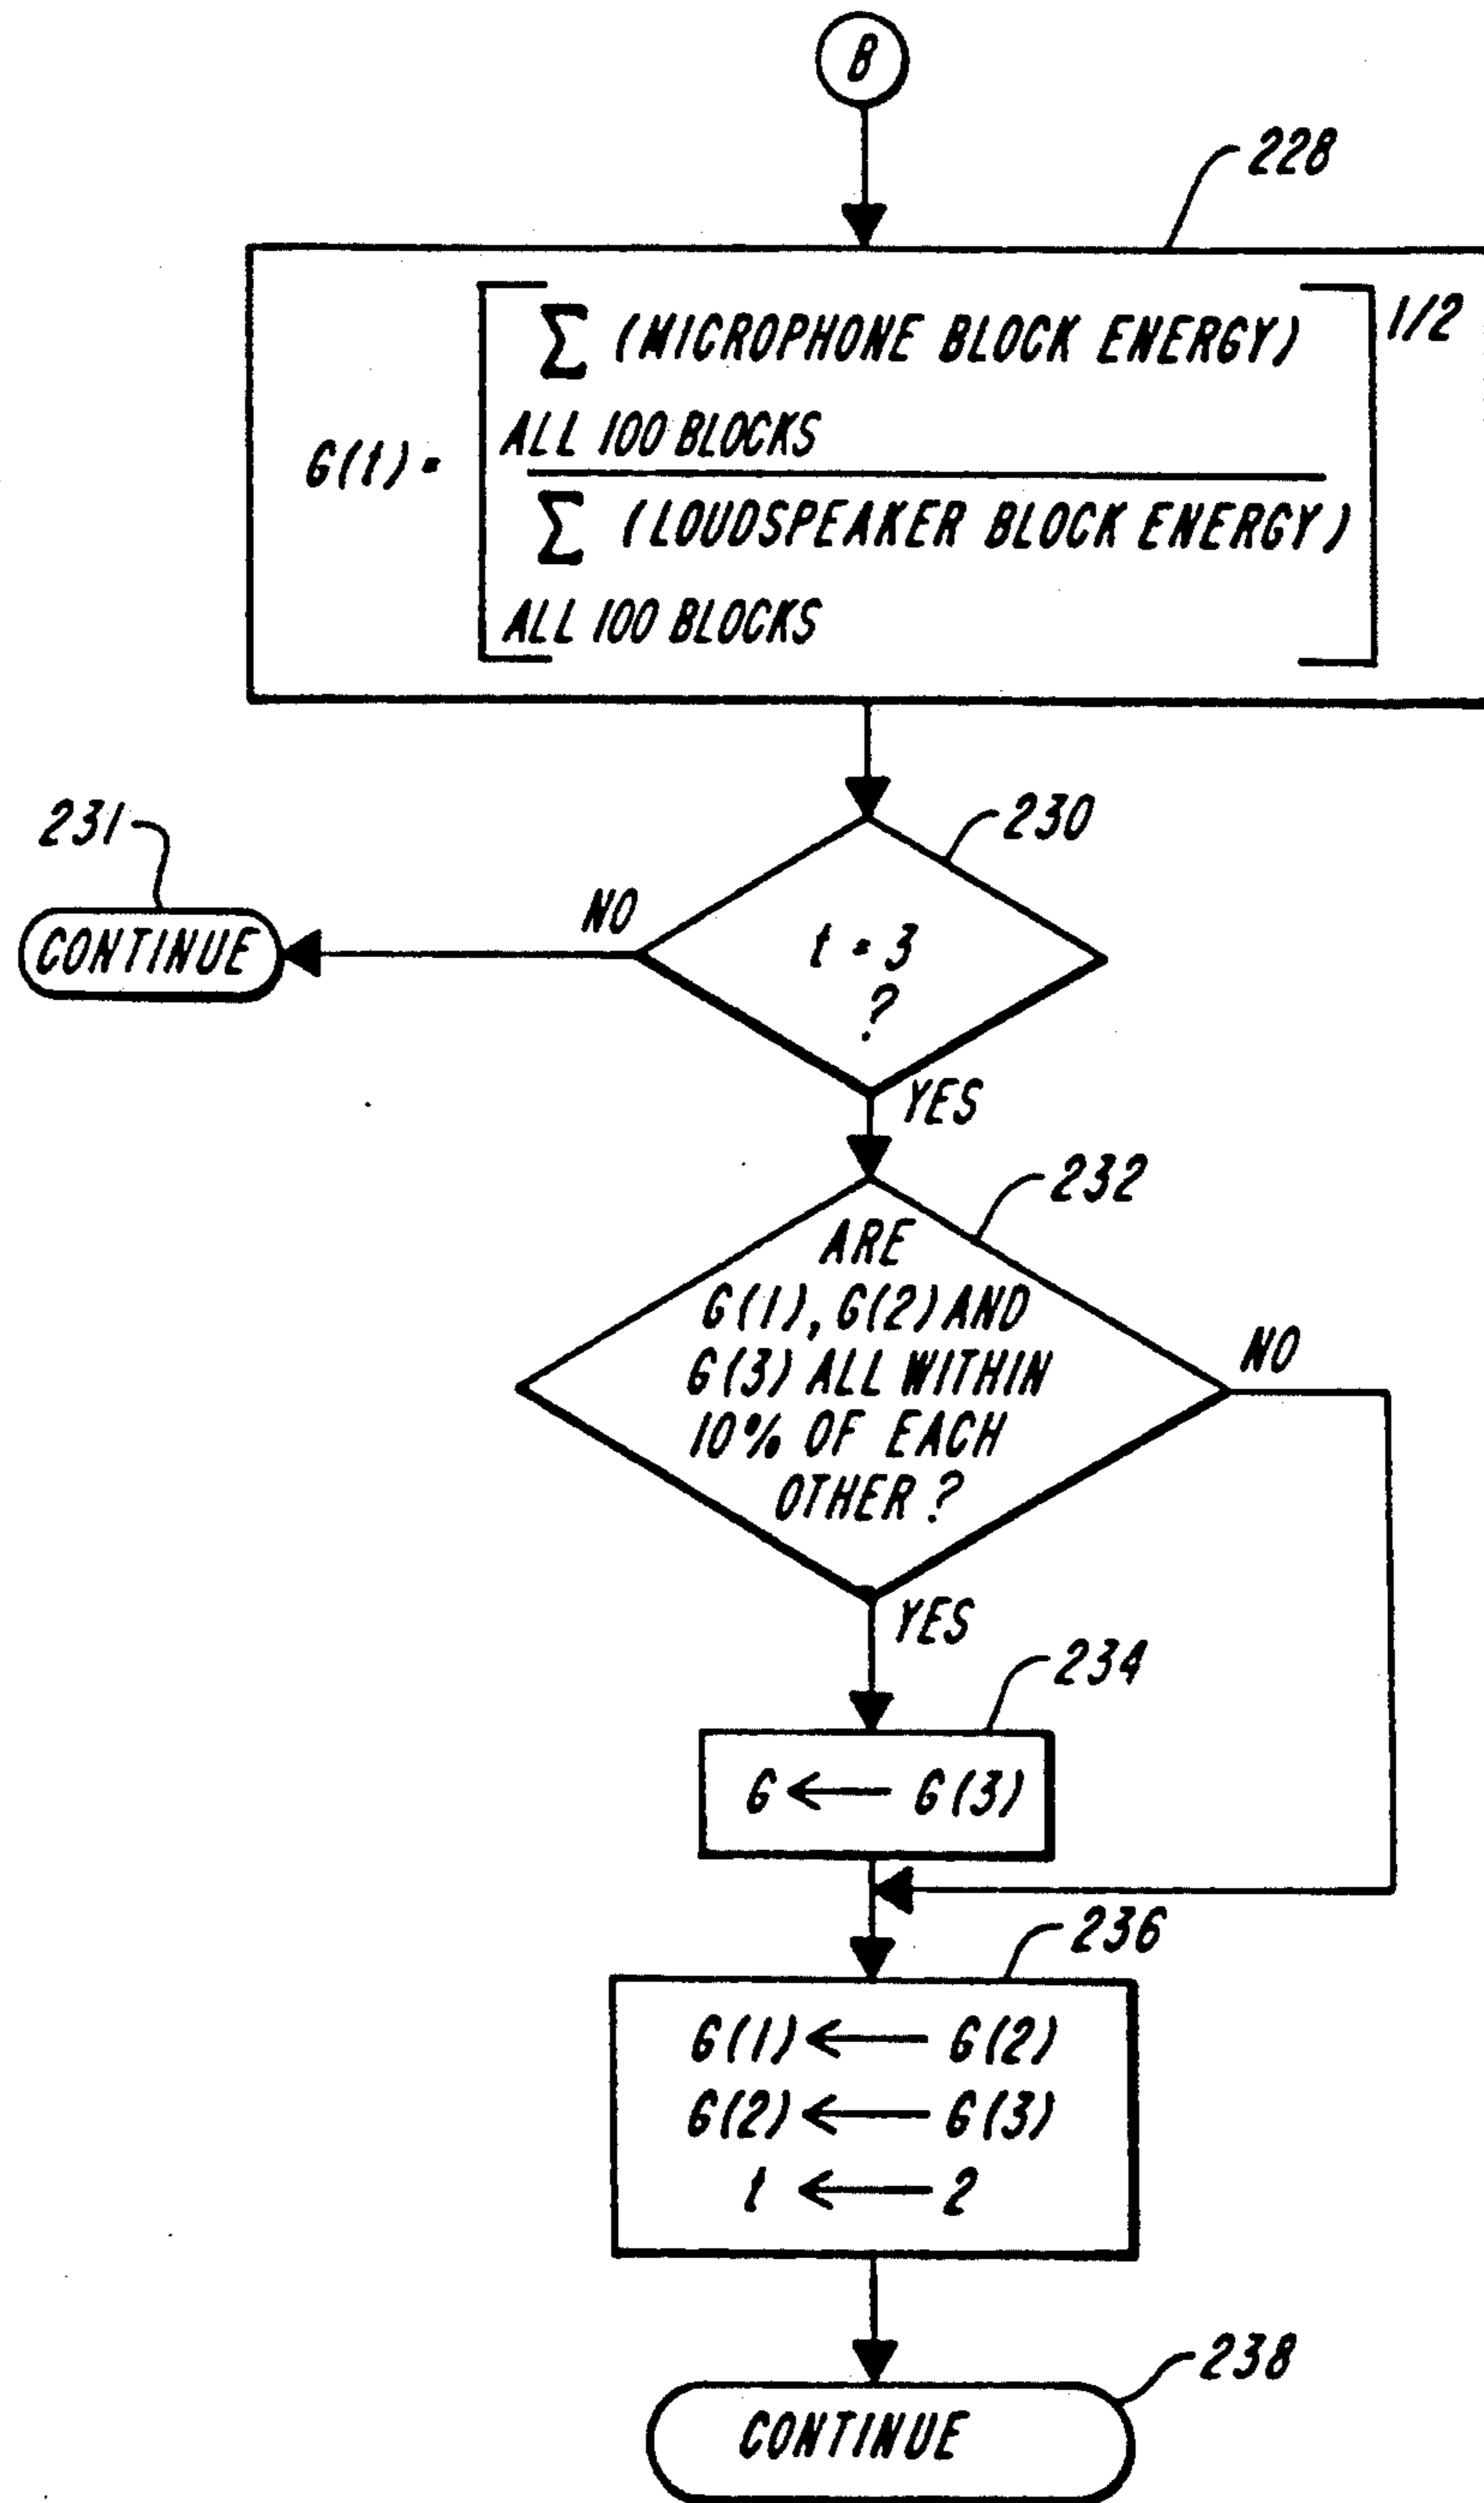 B
228
Σ (MICROPHONE BLOCK ENERGY)
1/2
ALL 100 BLOCKS
G(I) =
Σ (LOUDSPEAKER BLOCK ENERGY)
ALL 100 BLOCKS
231
230
NO
CONTINUE
I = 3
?
YES
232
ARE
G(1), G(2) AND
G(3) ALL WITHIN
10% OF EACH
OTHER?
NO
YES
234
G ← G(3)
236
G(1) ← G(2)
G(2) ← G(3)
I ← 2
238
CONTINUE